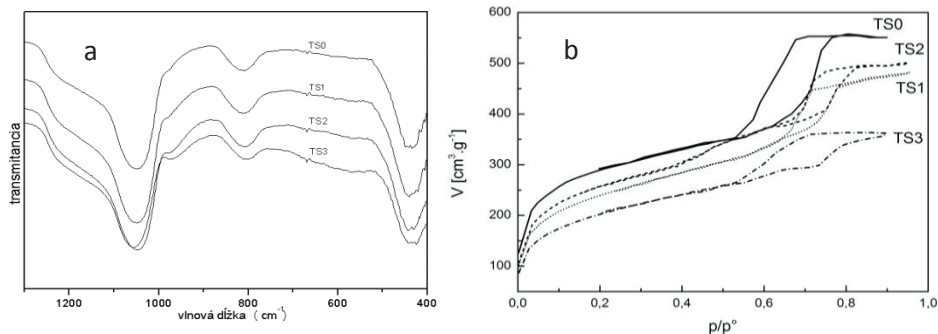 a
TS0
TS1
TS2
TS3
transmitancia
1200
1000
800
600
400
vlnová dĺžka ( cm⁻¹)
b
TS0
TS2
TS1
TS3
V [cm³.g⁻¹]
600
500
400
300
200
100
0,0
0,2
0,4
0,6
0,8
1,0
p/p°